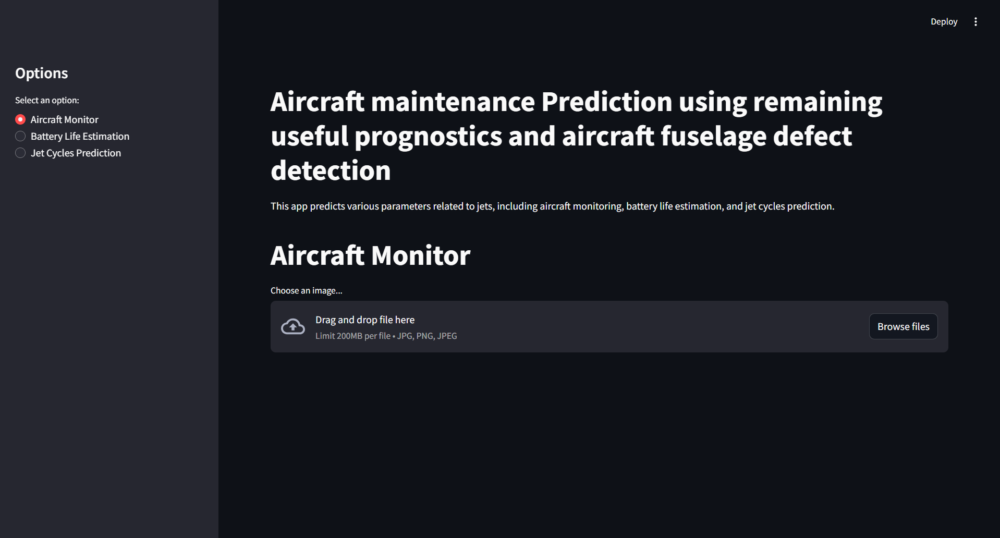 Deploy
Options
Select an option:
Aircraft Monitor
Battery Life Estimation
Jet Cycles Prediction
Aircraft maintenance Prediction using remaining
useful prognostics and aircraft fuselage defect
detection
This app predicts various parameters related to jets, including aircraft monitoring, battery life estimation, and jet cycles prediction.
Aircraft Monitor
Choose an image...
Drag and drop file here
Limit 200MB per file • JPG, PNG, JPEG
Browse files